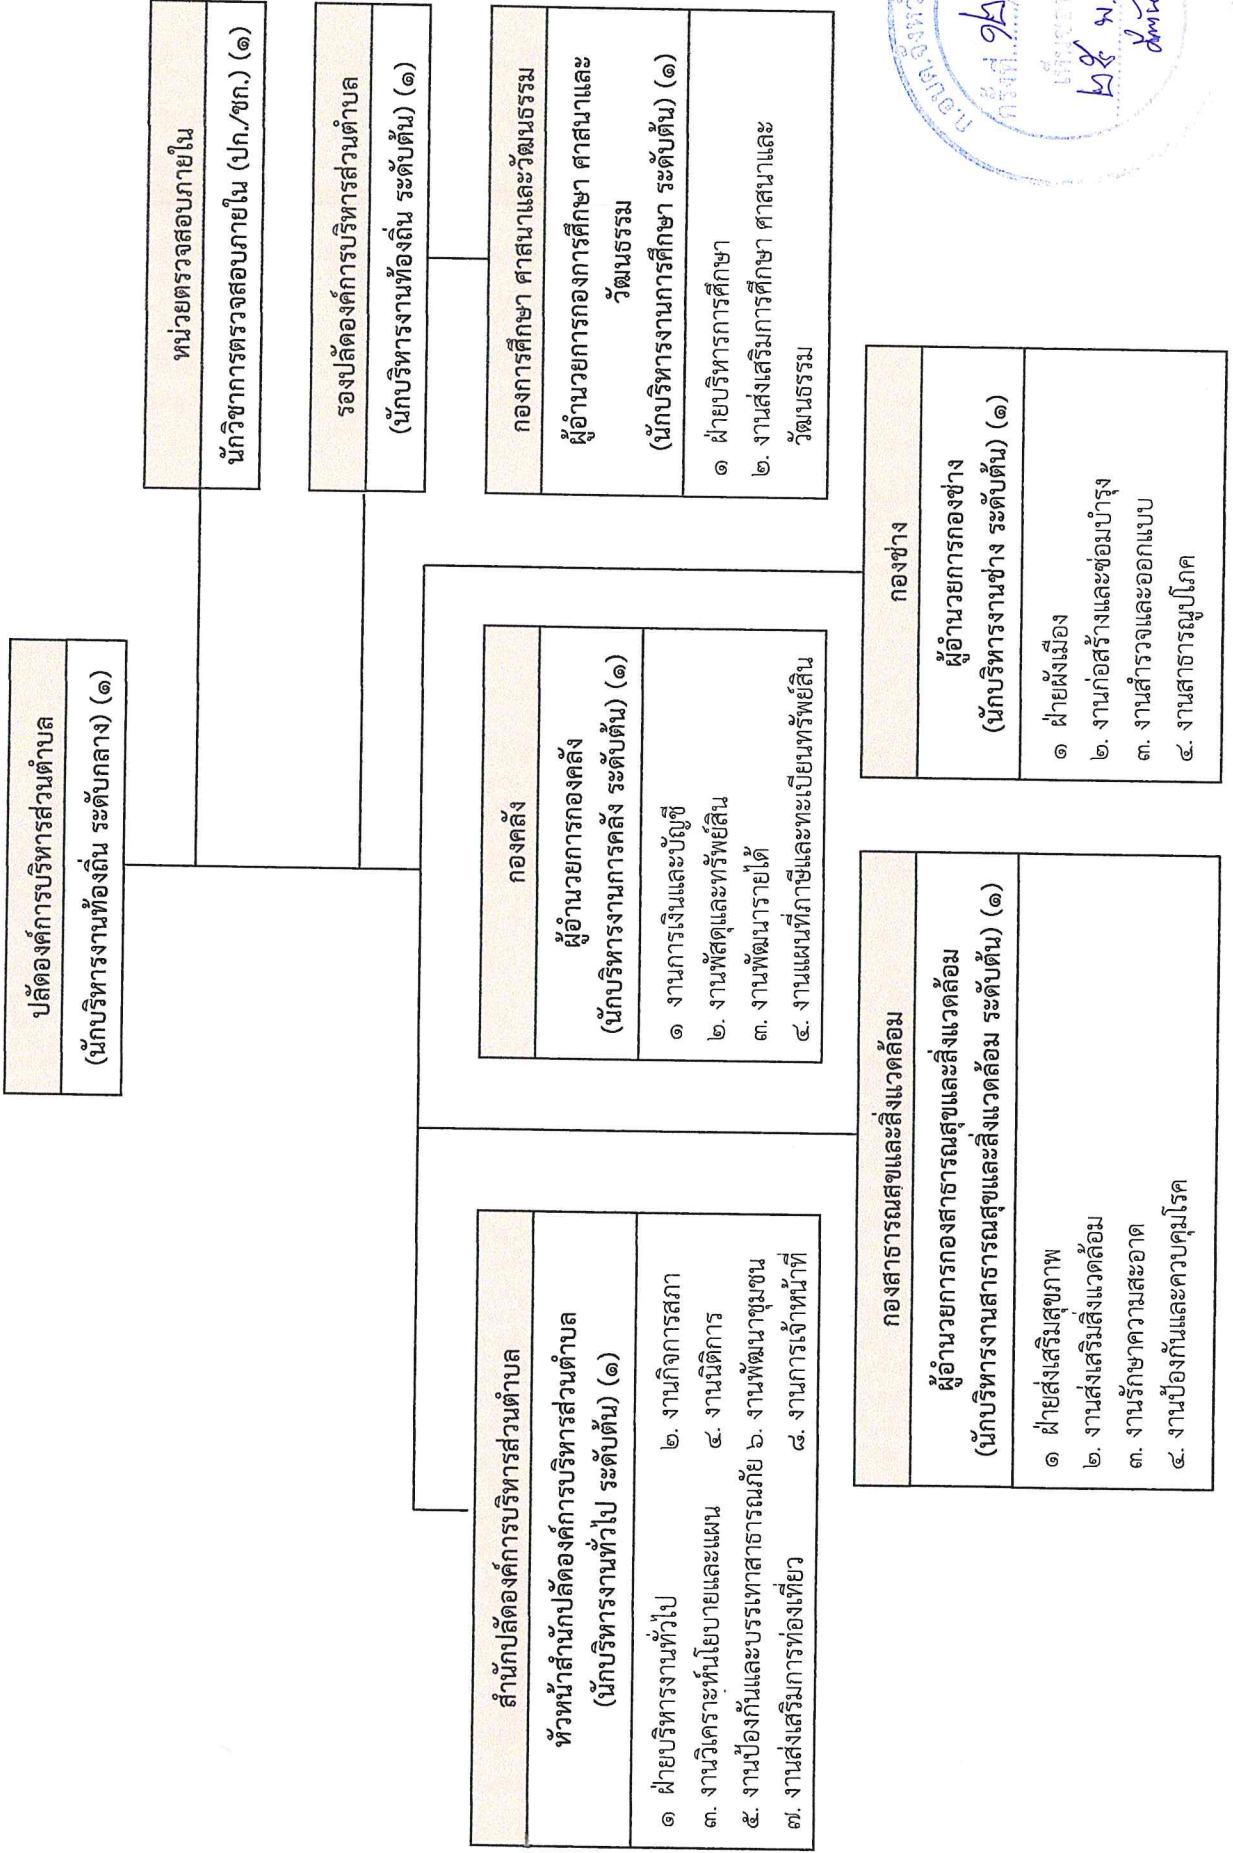 ปลัดองค์การบริหารส่วนตำบล
(นักบริหารงานท้องถิ่น ระดับกลาง) (๑)
หน่วยตรวจสอบภายใน
นักวิชาการตรวจสอบภายใน (ปก./ชก.) (๑)
รองปลัดองค์การบริหารส่วนตำบล
(นักบริหารงานท้องถิ่น ระดับต้น) (๑)
สำนักปลัดองค์การบริหารส่วนตำบล
หัวหน้าสำนักปลัดองค์การบริหารส่วนตำบล
(นักบริหารงานทั่วไป ระดับต้น) (๑)
๑ ฝ่ายบริหารงานทั่วไป ๒. งานกิจการสภา
๓. งานวิเคราะห์นโยบายและแผน ๔. งานนิติการ
๕. งานป้องกันและบรรเทาสาธารณภัย ๖. งานพัฒนาชุมชน
๗. งานส่งเสริมการท่องเที่ยว ๘. งานการเจ้าหน้าที่
กองคลัง
ผู้อำนวยการกองคลัง
(นักบริหารงานการคลัง ระดับต้น) (๑)
๑ งานการเงินและบัญชี
๒. งานพัสดุและทรัพย์สิน
๓. งานพัฒนารายได้
๔. งานแผนที่ภาษีและทะเบียนทรัพย์สิน
กองการศึกษา ศาสนาและวัฒนธรรม
ผู้อำนวยการกองการศึกษา ศาสนาและ
วัฒนธรรม
(นักบริหารงานการศึกษา ระดับต้น) (๑)
๑ ฝ่ายบริหารการศึกษา
๒. งานส่งเสริมการศึกษา ศาสนาและ
วัฒนธรรม
กองสาธารณสุขและสิ่งแวดล้อม
ผู้อำนวยการกองสาธารณสุขและสิ่งแวดล้อม
(นักบริหารงานสาธารณสุขและสิ่งแวดล้อม ระดับต้น) (๑)
๑ ฝ่ายส่งเสริมสุขภาพ
๒. งานส่งเสริมสิ่งแวดล้อม
๓. งานรักษาความสะอาด
๔. งานป้องกันและควบคุมโรค
กองช่าง
ผู้อำนวยการกองช่าง
(นักบริหารงานช่าง ระดับต้น) (๑)
๑ ฝ่ายผังเมือง
๒. งานก่อสร้างและซ่อมบำรุง
๓. งานสำรวจและออกแบบ
๔. งานสาธารณูปโภค
ก.อบต.จังหวั
ครั้งที่ ๑๒
๒๕ พ.